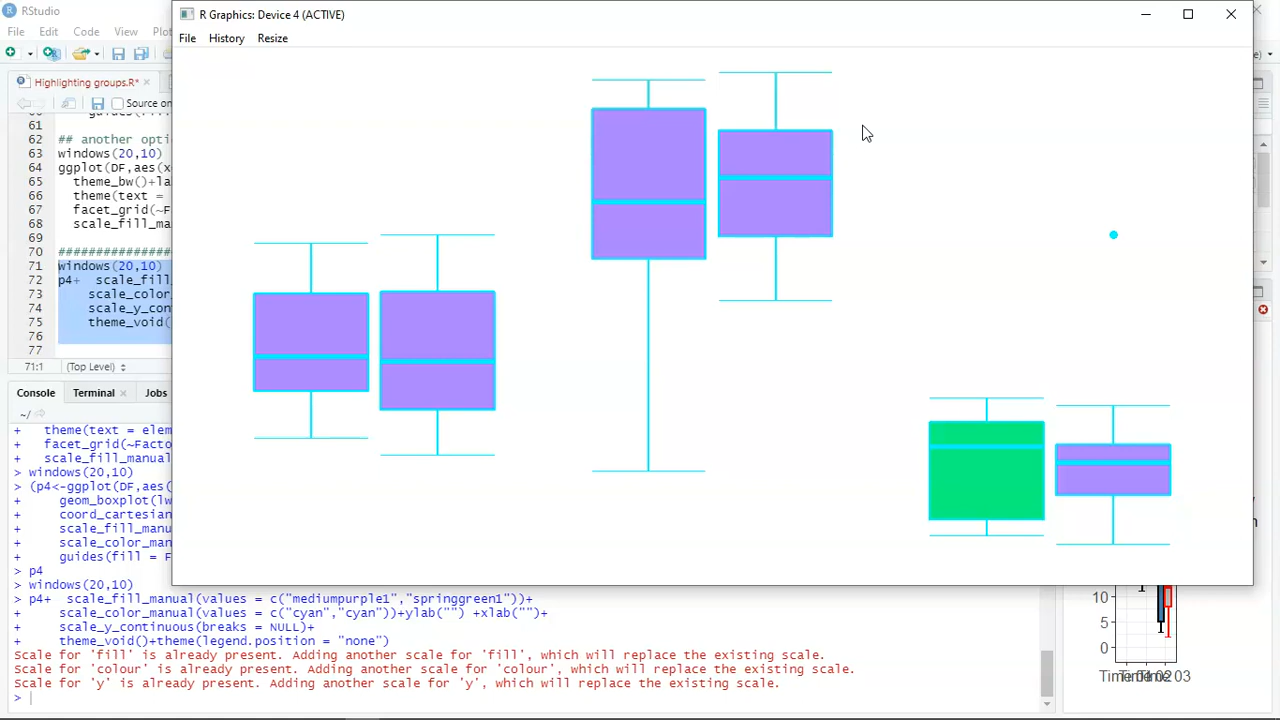 RStudio
R Graphics: Device 4 (ACTIVE)
File Edit Code View
File History Resize
Highlighting groups.R*
Source on
61
62 ## another opti
63 windows(20,10)
64 ggplot(DF,aes(x
65 theme_bw()+la
66 theme(text =
67 facet_grid(~Fac
68 scale_fill_ma
69
70 ################
71 windows(20,10)
72 p4+ scale_fill_
73 scale_color_
74 scale_y_cont
75 theme_void(
76
77
71:1 (Top Level)
Console Terminal Jobs
~/
+ theme(text = elem
+ facet_grid(~Facto
+ scale_fill_manual
> windows(20,10)
> (p4<-ggplot(DF,aes(
+ geom_boxplot(lw
+ coord_cartesian
+ scale_fill_manu
+ scale_color_man
+ guides(fill = F
> p4
> windows(20,10)
> p4+ scale_fill_manual(values = c("mediumpurple1","springgreen1"))+
+ scale_color_manual(values = c("cyan","cyan"))+ylab("") +xlab("")+
+ scale_y_continuous(breaks = NULL)+
+ theme_void()+theme(legend.position = "none")
Scale for 'fill' is already present. Adding another scale for 'fill', which will replace the existing scale.
Scale for 'colour' is already present. Adding another scale for 'colour', which will replace the existing scale.
Scale for 'y' is already present. Adding another scale for 'y', which will replace the existing scale.
>
10
5
0
03